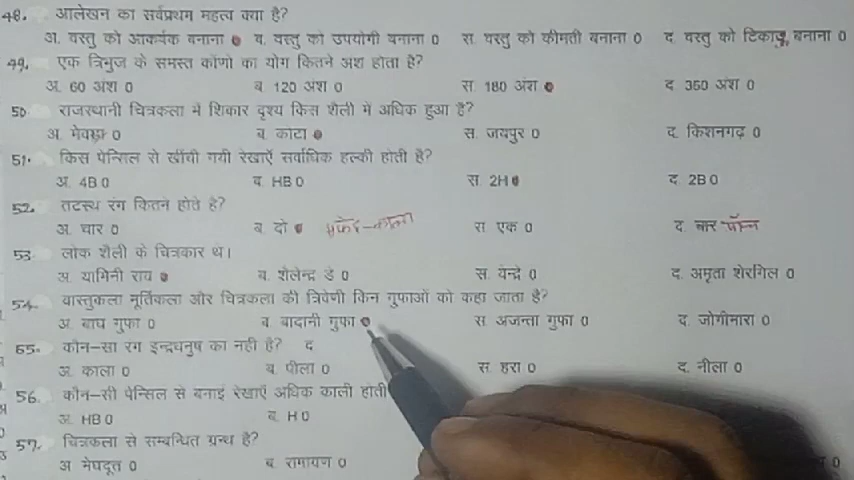 48. आलेखन का सर्वप्रथम महत्व क्या है?
अ. वस्तु को आकर्षक बनाना ब. वस्तु को उपयोगी बनाना 0 स. वस्तु को कीमती बनाना 0 द. वस्तु को टिकाऊ बनाना 0
49. एक त्रिभुज के समस्त कोंणो का योग कितने अंश होता है?
अ. 60 अंश 0 ब. 120 अंश 0 स. 180 अंश द. 350 अंश 0
50 राजस्थानी चित्रकला में शिकार दृश्य किस शैली में अधिक हुआ है?
अ. मेवाड़ 0 ब. कोटा स. जयपुर 0 द. किशनगढ़ 0
51. किस पेन्सिल से खींची गयी रेखाएँ सर्वाधिक हल्की होती है?
अ. 4B 0 ब. HB 0 स. 2H द. 2B 0
52. तटस्थ रंग कितने होते है?
अ. चार 0 ब. दो सफेद-काला स एक 0 द. चार पाँच
53 लोक शैली के चित्रकार थे।
अ. यामिनी राय ब. शैलेन्द्र डे 0 स. वेन्द्रे 0 द. अमृता शेरगिल 0
54. वास्तुकला मूर्तिकला और चित्रकला की त्रिवेणी किन गुफाओं को कहा जाता है?
अ. बाघ गुफा 0 ब बादानी गुफा स अजन्ता गुफा 0 द. जोगीमारा 0
55. कौन-सा रंग इन्द्रधनुष का नही है? द
अ. काला 0 ब. पीला 0 स. हरा 0 द. नीला 0
56. कौन-सी पेन्सिल से बनाई रेखाएँ अधिक काली होती
अ. HB 0 ब. H 0
57. चित्रकला से सम्बन्धित ग्रन्थ है?
अ मेघदूत 0 ब. रामायण 0